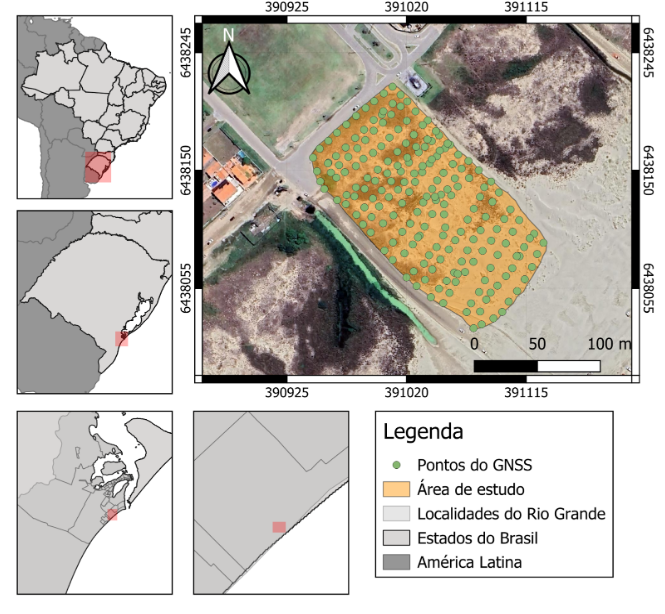 390925 391020 391115
N
6438245 6438245
6438150 6438150
6438055 6438055
0 50 100 m
390925 391020 391115
Legenda
Pontos do GNSS
Área de estudo
Localidades do Rio Grande
Estados do Brasil
América Latina